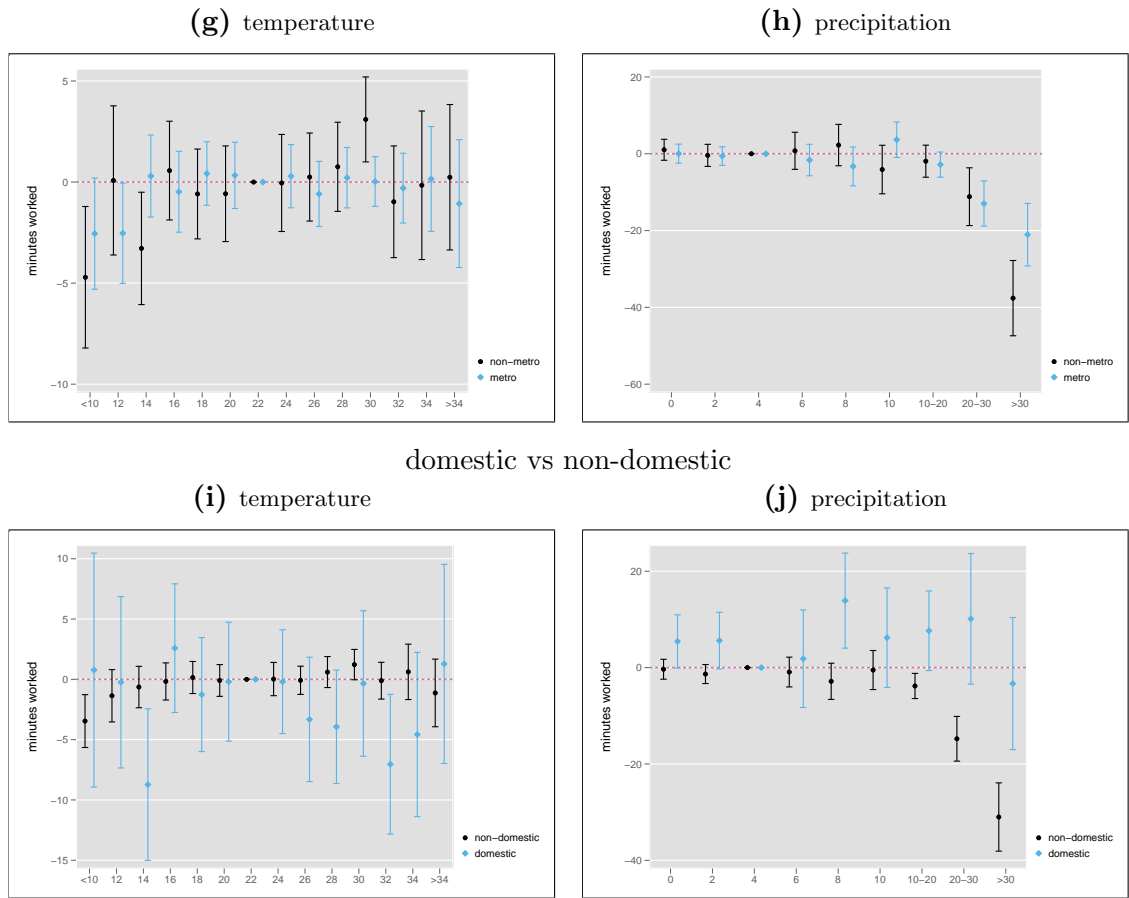 (g) temperature
(h) precipitation
minutes worked
5
0
−5
−10
<10 12 14 16 18 20 22 24 26 28 30 32 34 >34
non−metro
metro
minutes worked
20
0
−20
−40
−60
0 2 4 6 8 10 10−20 20−30 >30
non−metro
metro
domestic vs non-domestic
(i) temperature
(j) precipitation
minutes worked
10
5
0
−5
−10
−15
<10 12 14 16 18 20 22 24 26 28 30 32 34 >34
non−domestic
domestic
minutes worked
20
0
−20
−40
0 2 4 6 8 10 10−20 20−30 >30
non−domestic
domestic